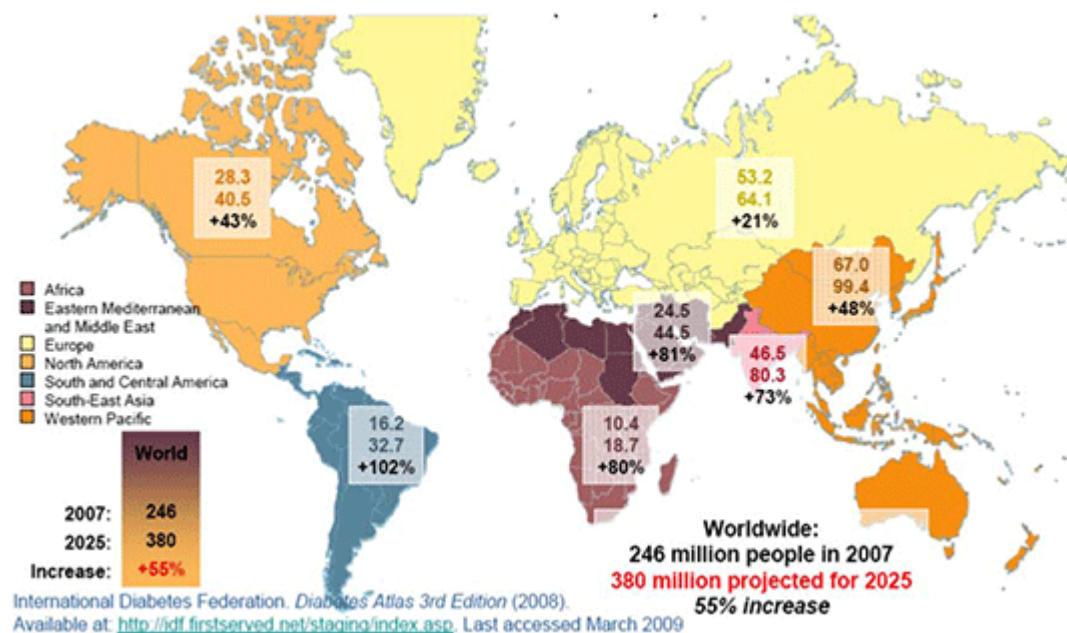 28.3
40.5
+43%
53.2
64.1
+21%
67.0
99.4
+48%
24.5
44.5
+81%
46.5
80.3
+73%
16.2
32.7
+102%
10.4
18.7
+80%
Africa
Eastern Mediterranean
and Middle East
Europe
North America
South and Central America
South-East Asia
Western Pacific
World
2007: 246
2025: 380
Increase: +55%
Worldwide:
246 million people in 2007
380 million projected for 2025
55% increase
International Diabetes Federation. Diabetes Atlas 3rd Edition (2008).
Available at: http://idf.firstserved.net/staging/index.asp. Last accessed March 2009